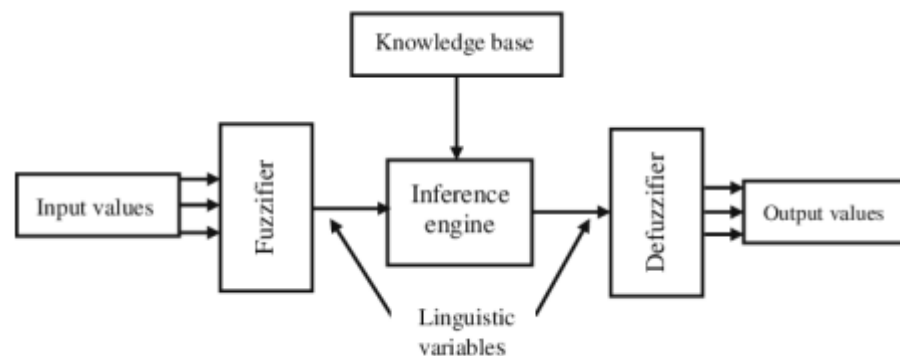 Knowledge base
Input values
Fuzzifier
Inference
engine
Defuzzifier
Output values
Linguistic
variables